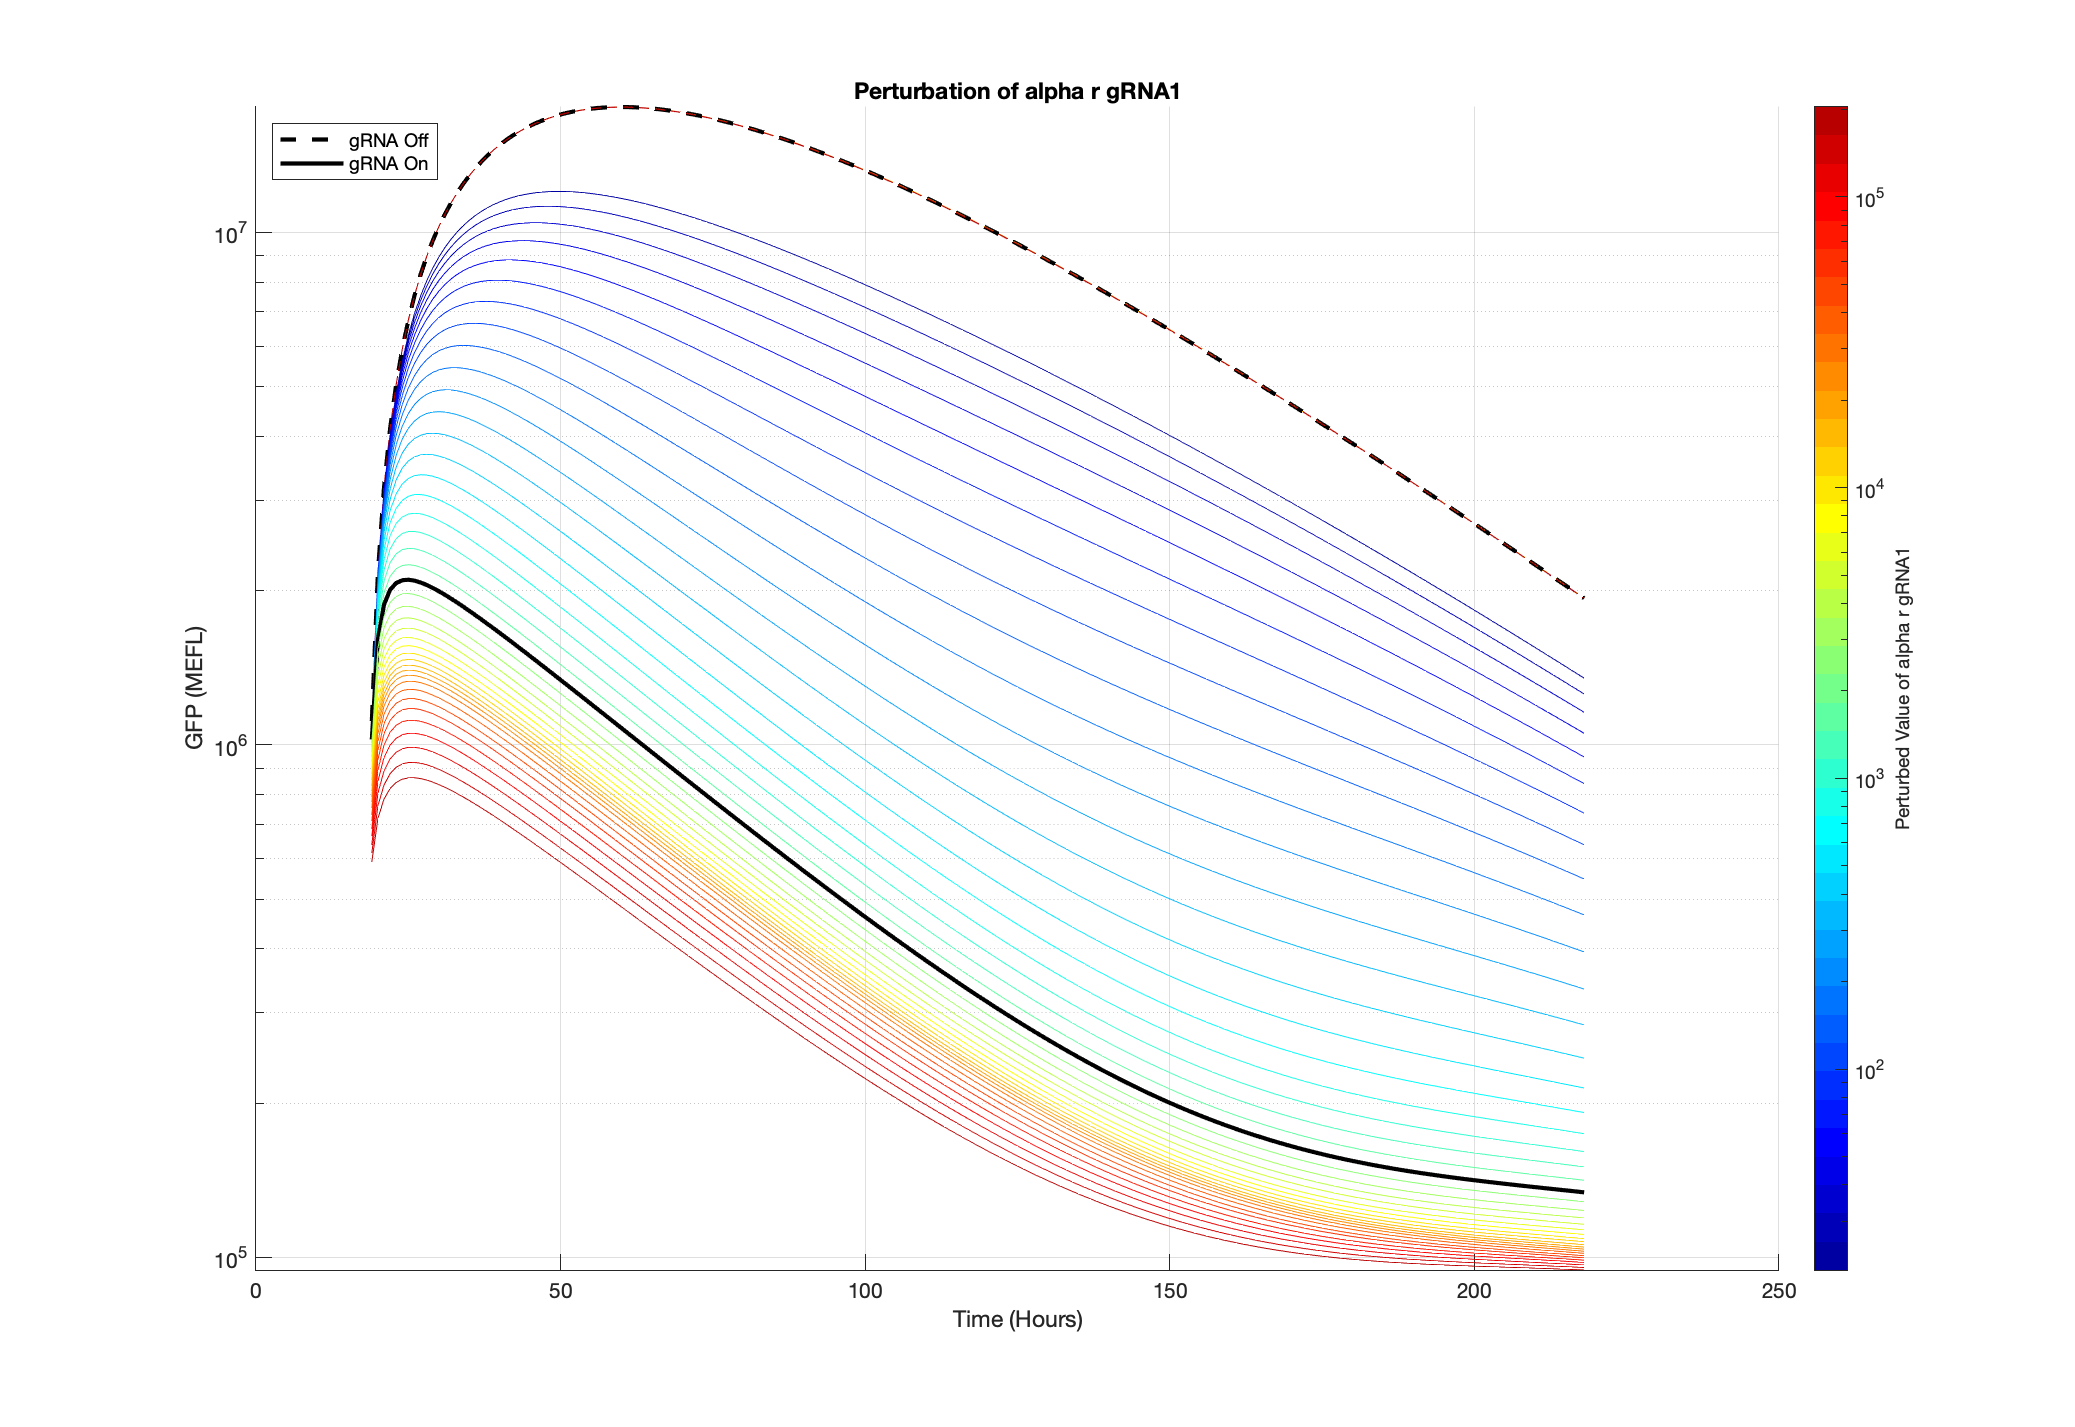 Perturbation of alpha r gRNA1
gRNA Off
gRNA On
10^7
10^6
10^5
GFP (MEFL)
0 50 100 150 200 250
Time (Hours)
10^5
10^4
10^3
10^2
Perturbed Value of alpha r gRNA1